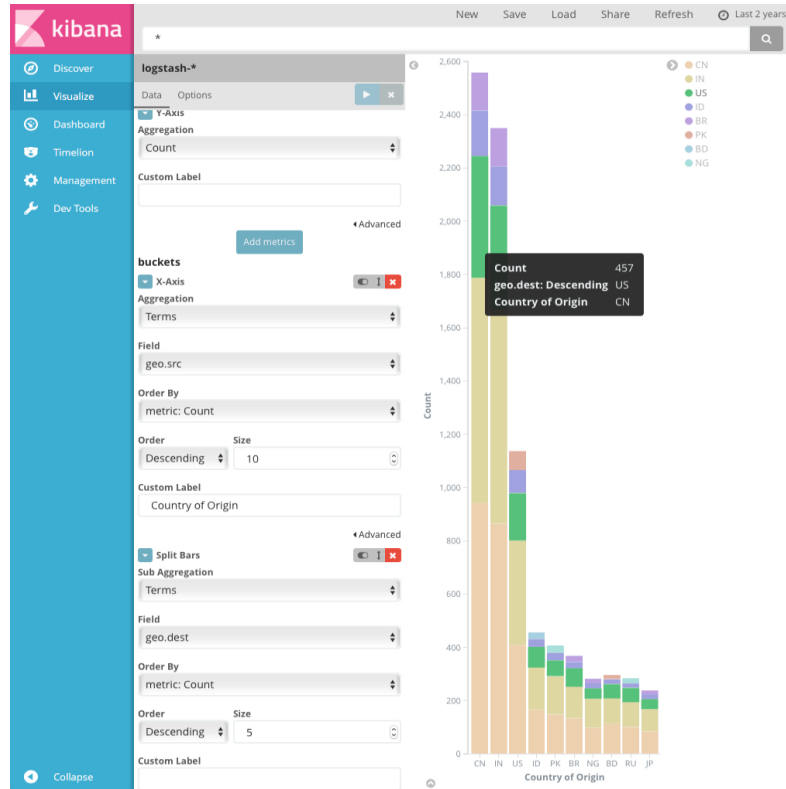 New Save Load Share Refresh Last 2 years
kibana
*
Discover
Visualize
Dashboard
Timelion
Management
Dev Tools
Collapse
logstash-*
Data Options
Y-Axis
Aggregation
Count
Custom Label
Advanced
Add metrics
buckets
X-Axis
Aggregation
Terms
Field
geo.src
Order By
metric: Count
Order Size
Descending 10
Custom Label
Country of Origin
Advanced
Split Bars
Sub Aggregation
Terms
Field
geo.dest
Order By
metric: Count
Order Size
Descending 5
Custom Label
2,600
2,400
2,200
2,000
1,800
1,600
1,400
1,200
1,000
800
600
400
200
0
Count
Count 457
geo.dest: Descending US
Country of Origin CN
CN IN US ID PK BR NG BD RU JP
Country of Origin
CN
IN
US
ID
BR
PK
BD
NG